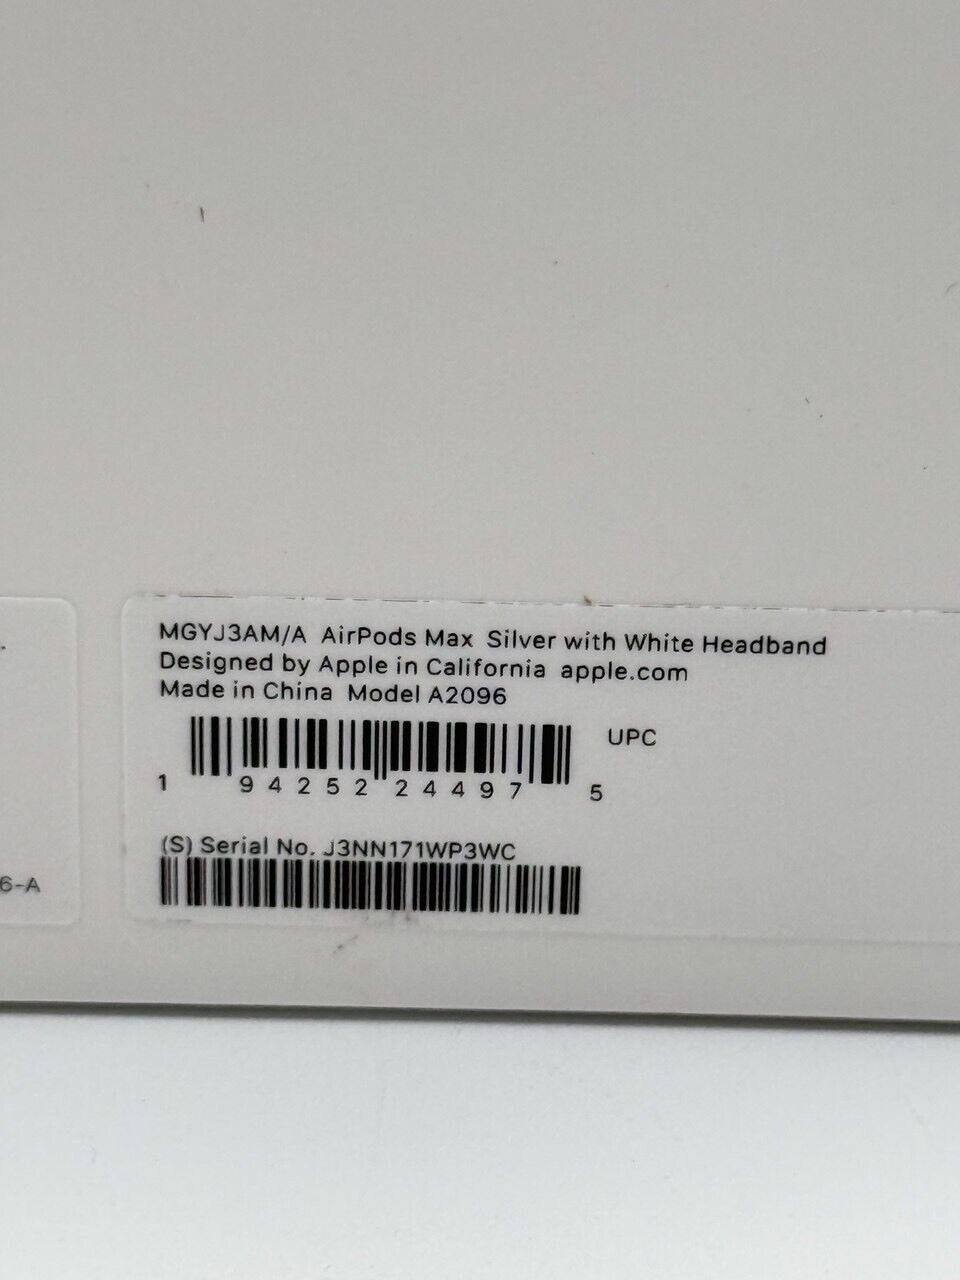 MGYJ3AM/A AirPods Max Silver with White Headband
Designed by Apple in California apple.com
Made in China Model A2096
UPC
1 94252 24497 5
(S) Serial No. J3NN171WP3WC
6-A